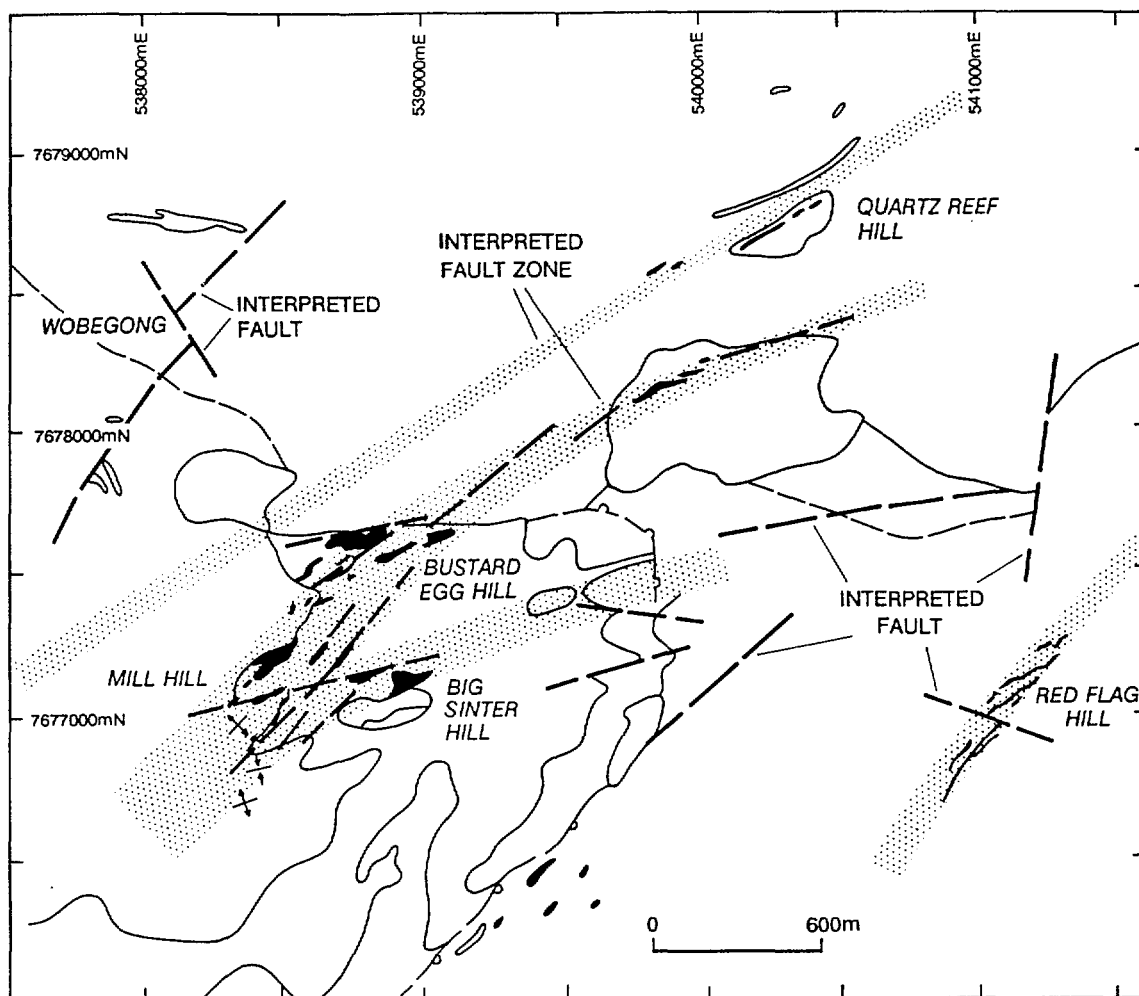 538000mE
539000mE
540000mE
541000mE
7679000mN
QUARTZ REEF
HILL
INTERPRETED
FAULT ZONE
WOBEGONG
INTERPRETED
FAULT
7678000mN
BUSTARD
EGG HILL
INTERPRETED
FAULT
MILL HILL
BIG
SINTER
HILL
RED FLAG
HILL
7677000mN
0
600m